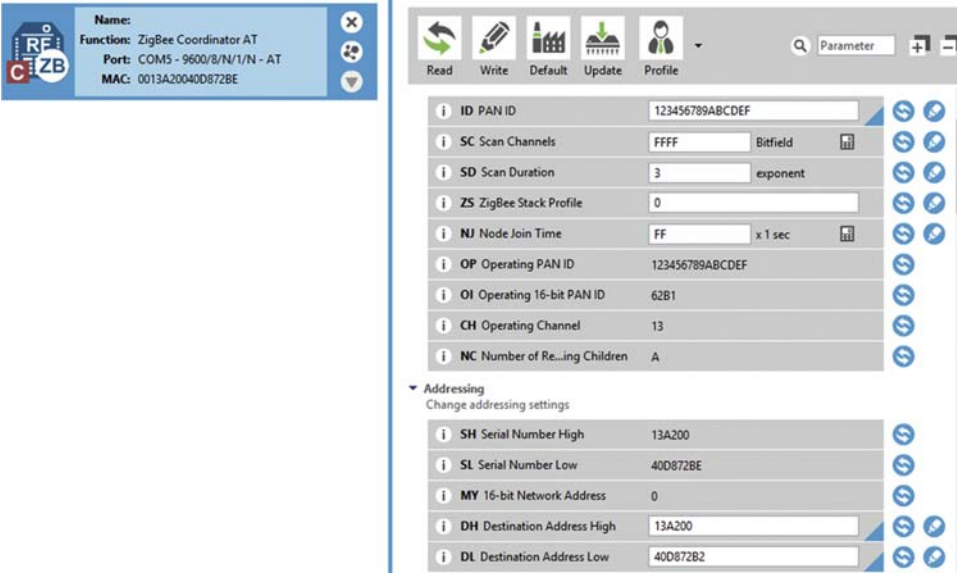 RF
C ZB
Name:
Function: ZigBee Coordinator AT
Port: COM5 - 9600/8/N/1/N - AT
MAC: 0013A20040D872BE
Read Write Default Update Profile Parameter
i ID PAN ID 123456789ABCDEF
i SC Scan Channels FFFF Bitfield
i SD Scan Duration 3 exponent
i ZS ZigBee Stack Profile 0
i NJ Node Join Time FF x 1 sec
i OP Operating PAN ID 123456789ABCDEF
i OI Operating 16-bit PAN ID 62B1
i CH Operating Channel 13
i NC Number of Re...ing Children A
Addressing
Change addressing settings
i SH Serial Number High 13A200
i SL Serial Number Low 40D872BE
i MY 16-bit Network Address 0
i DH Destination Address High 13A200
i DL Destination Address Low 40D872B2